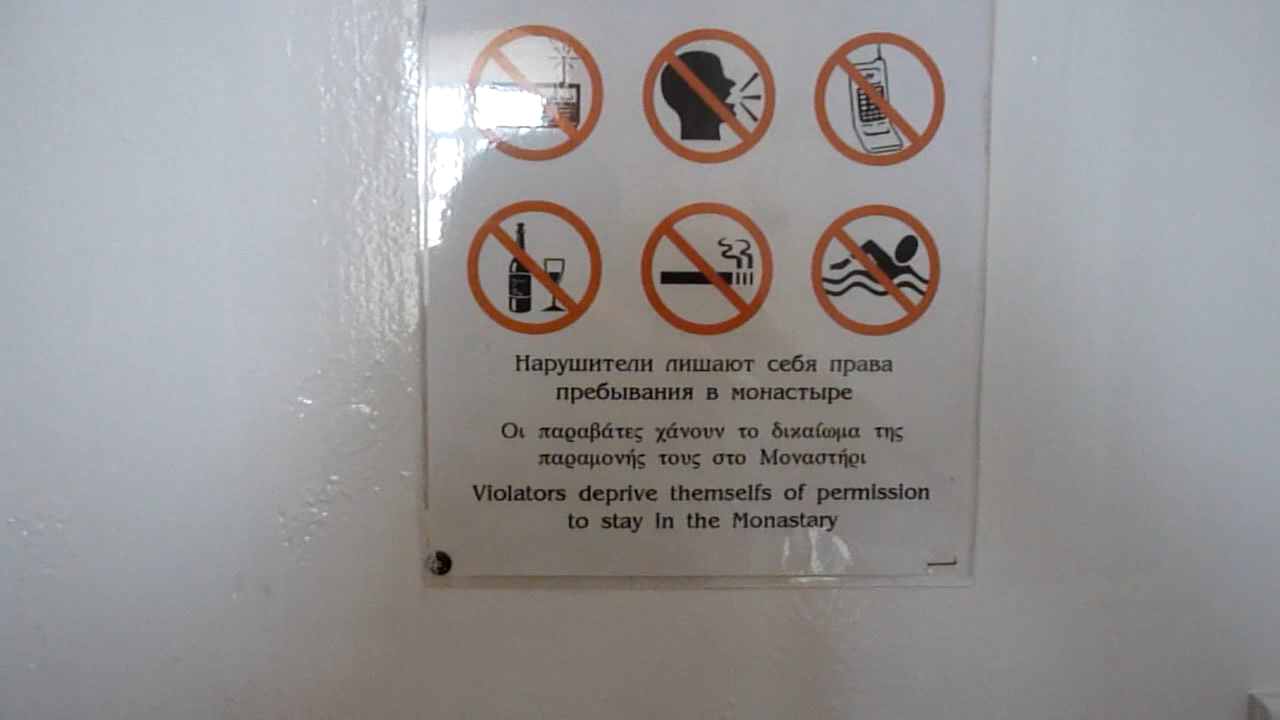 Нарушители лишают себя права
пребывания в монастыре
Οι παραβάτες χάνουν το δικαίωμα της
παραμονής τους στο Μοναστήρι
Violators deprive themselfs of permission
to stay in the Monastary